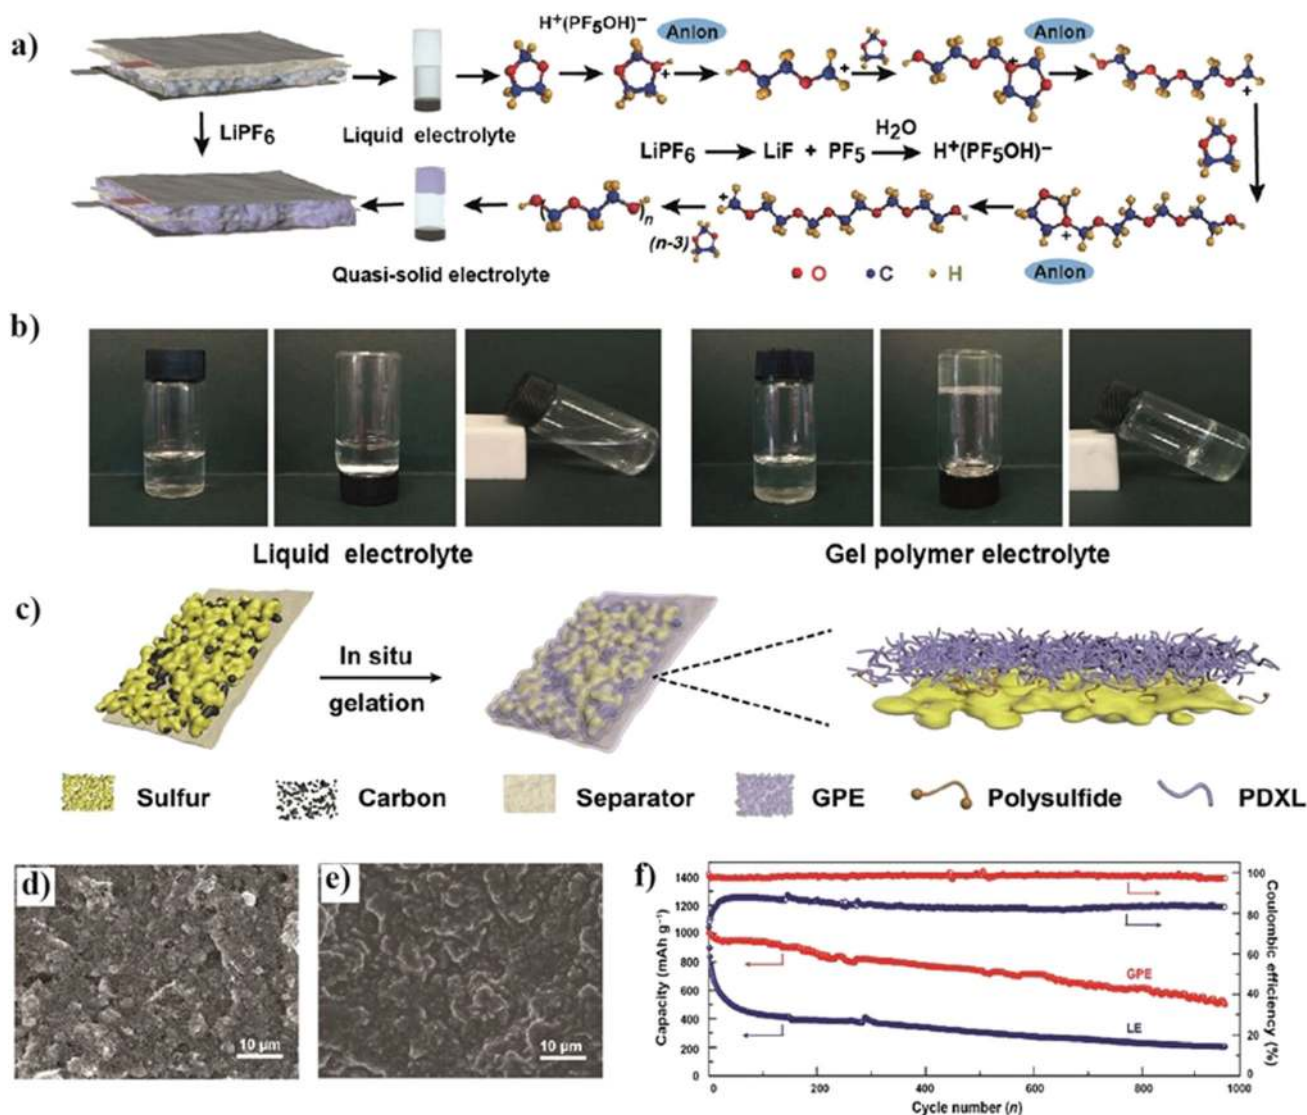 a)
H⁺(PF₅OH)⁻
Anion
Anion
+
+
+
+
LiPF₆
Liquid electrolyte
LiPF₆ → LiF + PF₅ H₂O → H⁺(PF₅OH)⁻
+
n
(n-3)
+
Quasi-solid electrolyte
O C H
Anion
b)
Liquid electrolyte
Gel polymer electrolyte
c)
In situ
gelation
Sulfur Carbon Separator GPE Polysulfide PDXL
d)
10 µm
e)
10 µm
f)
Capacity (mAh g⁻¹)
1400
1200
1000
800
600
400
200
0
GPE
LE
100
80
60
40
20
0
Coulombic efficiency (%)
0 200 400 600 800 1000
Cycle number (n)